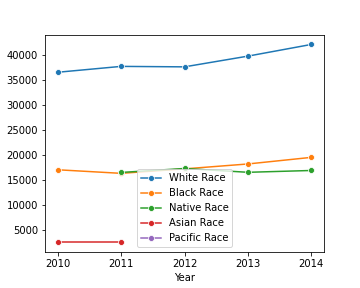 40000
35000
30000
25000
20000
15000
10000
5000
White Race
Black Race
Native Race
Asian Race
Pacific Race
2010 2011 2012 2013 2014
Year